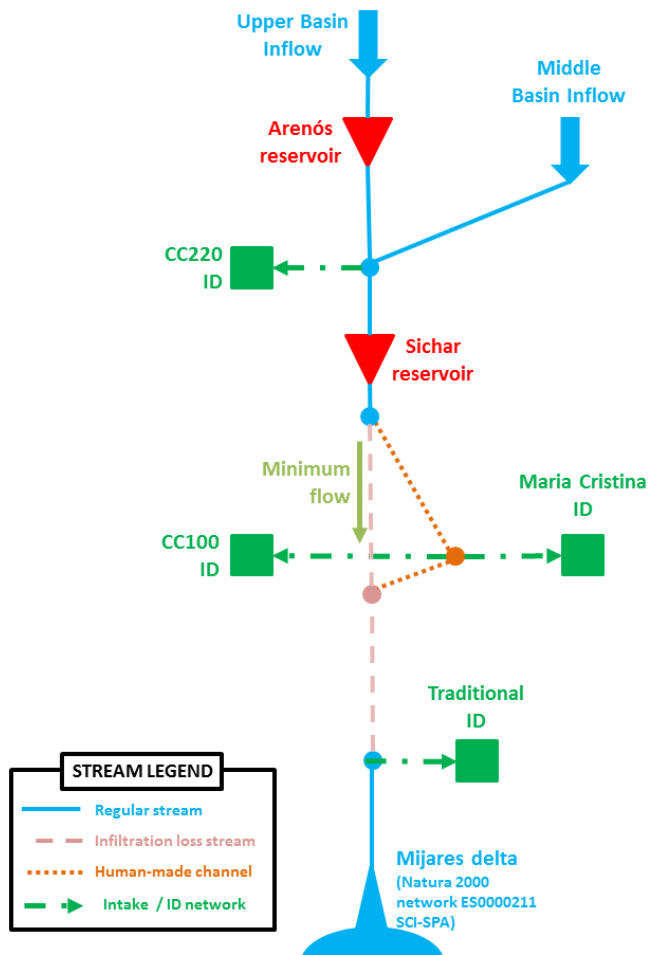 Upper Basin
Inflow
Middle
Basin Inflow
Arenós
reservoir
CC220
ID
Sichar
reservoir
Minimum
flow
Maria Cristina
ID
CC100
ID
Traditional
ID
STREAM LEGEND
Regular stream
Infiltration loss stream
Human-made channel
Intake / ID network
Mijares delta
(Natura 2000
network ES0000211
SCI-SPA)